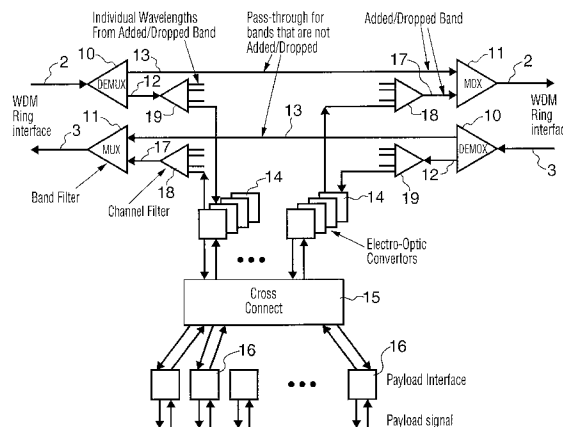 Individual Wavelengths
From Added/Dropped Band
Pass-through for
bands that are not
Added/Dropped
Added/Dropped Band
10
13
17
11
2
DEMUX
MOX
2
12
WDM
Ring
interface
19
18
WDM
Ring
interfac
11
13
10
3
MUX
17
DEMOX
12
3
18
19
Band Filter
Channel Filter
14
14
Electro-Optic
Convertors
Cross
Connect
15
16
16
Payload Interface
Payload signal